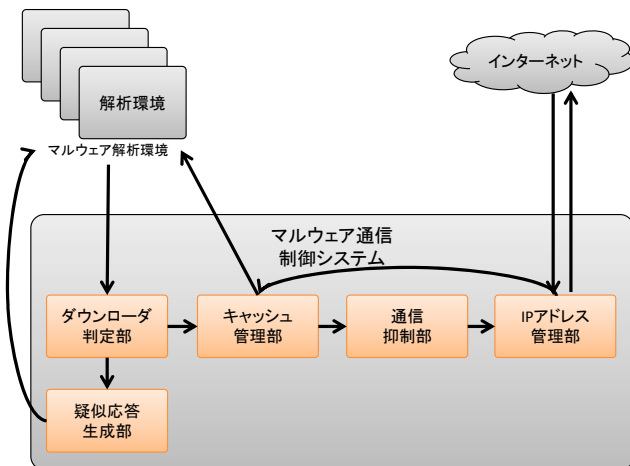 解析環境
マルウェア解析環境
インターネット
マルウェア通信
制御システム
ダウンローダ
判定部
キャッシュ
管理部
通信
抑制部
IPアドレス
管理部
疑似応答
生成部